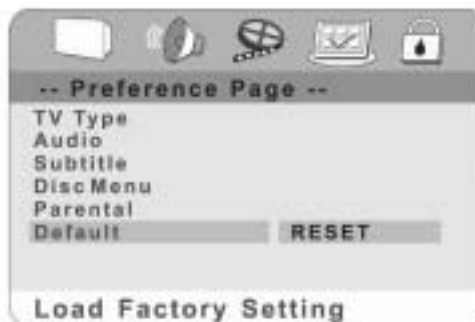 -- Preference Page --
TV Type
Audio
Subtitle
Disc Menu
Parental
Default RESET
Load Factory Setting